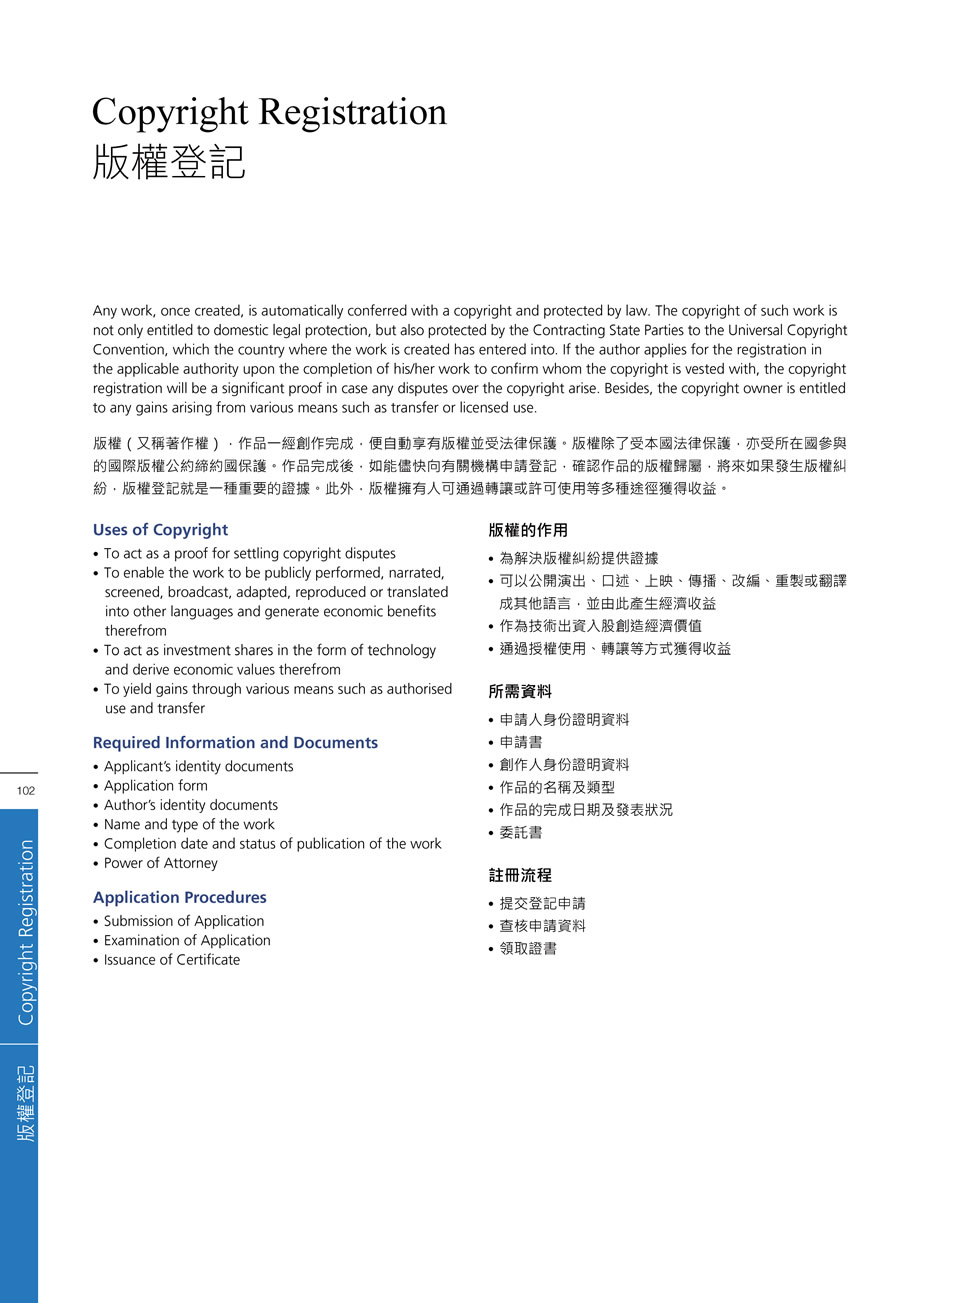 Copyright Registration
版權登記
Any work, once created, is automatically conferred with a copyright and protected by law. The copyright of such work is
not only entitled to domestic legal protection, but also protected by the Contracting State Parties to the Universal Copyright
Convention, which the country where the work is created has entered into. If the author applies for the registration in
the applicable authority upon the completion of his/her work to confirm whom the copyright is vested with, the copyright
registration will be a significant proof in case any disputes over the copyright arise. Besides, the copyright owner is entitled
to any gains arising from various means such as transfer or licensed use.
版權（又稱著作權），作品一經創作完成，便自動享有版權並受法律保護。版權除了受本國法律保護，亦受所在國參與
的國際版權公約締約國保護。作品完成後，如能儘快向有關機構申請登記，確認作品的版權歸屬，將來如果發生版權糾
紛，版權登記就是一種重要的證據。此外，版權擁有人可通過轉讓或許可使用等多種途徑獲得收益。
Uses of Copyright
• To act as a proof for settling copyright disputes
• To enable the work to be publicly performed, narrated,
screened, broadcast, adapted, reproduced or translated
into other languages and generate economic benefits
therefrom
• To act as investment shares in the form of technology
and derive economic values therefrom
• To yield gains through various means such as authorised
use and transfer
Required Information and Documents
• Applicant's identity documents
• Application form
• Author's identity documents
• Name and type of the work
• Completion date and status of publication of the work
• Power of Attorney
Application Procedures
• Submission of Application
• Examination of Application
• Issuance of Certificate
版權的作用
• 為解決版權糾紛提供證據
• 可以公開演出、口述、上映、傳播、改編、重製或翻譯
成其他語言，並由此產生經濟收益
• 作為技術出資入股創造經濟價值
• 通過授權使用、轉讓等方式獲得收益
所需資料
• 申請人身份證明資料
• 申請書
• 創作人身份證明資料
• 作品的名稱及類型
• 作品的完成日期及發表狀況
• 委託書
註冊流程
• 提交登記申請
• 查核申請資料
• 領取證書
102
Copyright Registration
版權登記